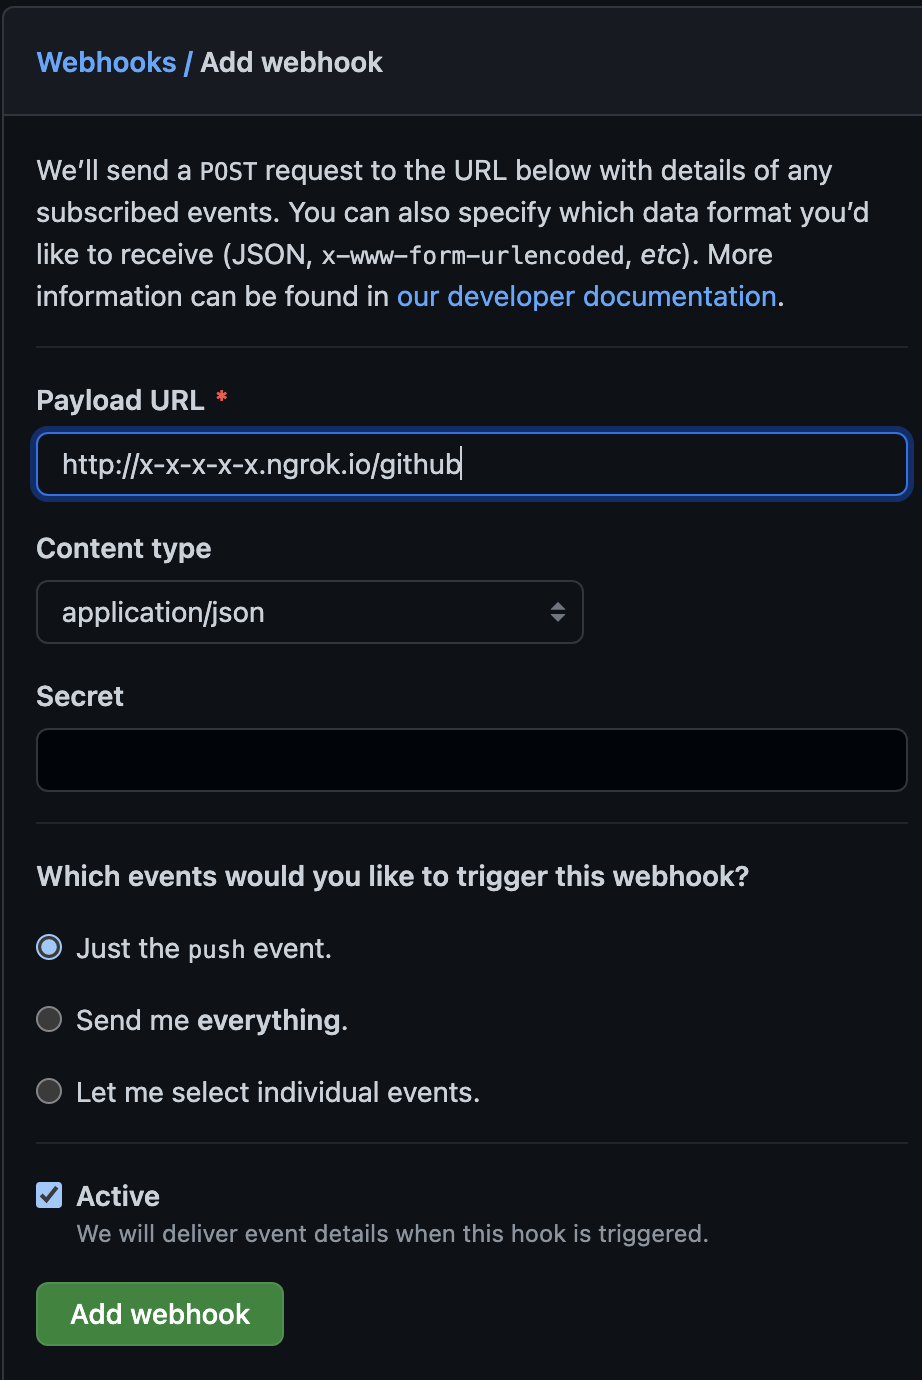 Webhooks / Add webhook
We’ll send a POST request to the URL below with details of any
subscribed events. You can also specify which data format you’d
like to receive (JSON, x-www-form-urlencoded, etc). More
information can be found in our developer documentation.
Payload URL *
http://x-x-x-x-x.ngrok.io/github
Content type
application/json
Secret
Which events would you like to trigger this webhook?
Just the push event.
Send me everything.
Let me select individual events.
Active
We will deliver event details when this hook is triggered.
Add webhook